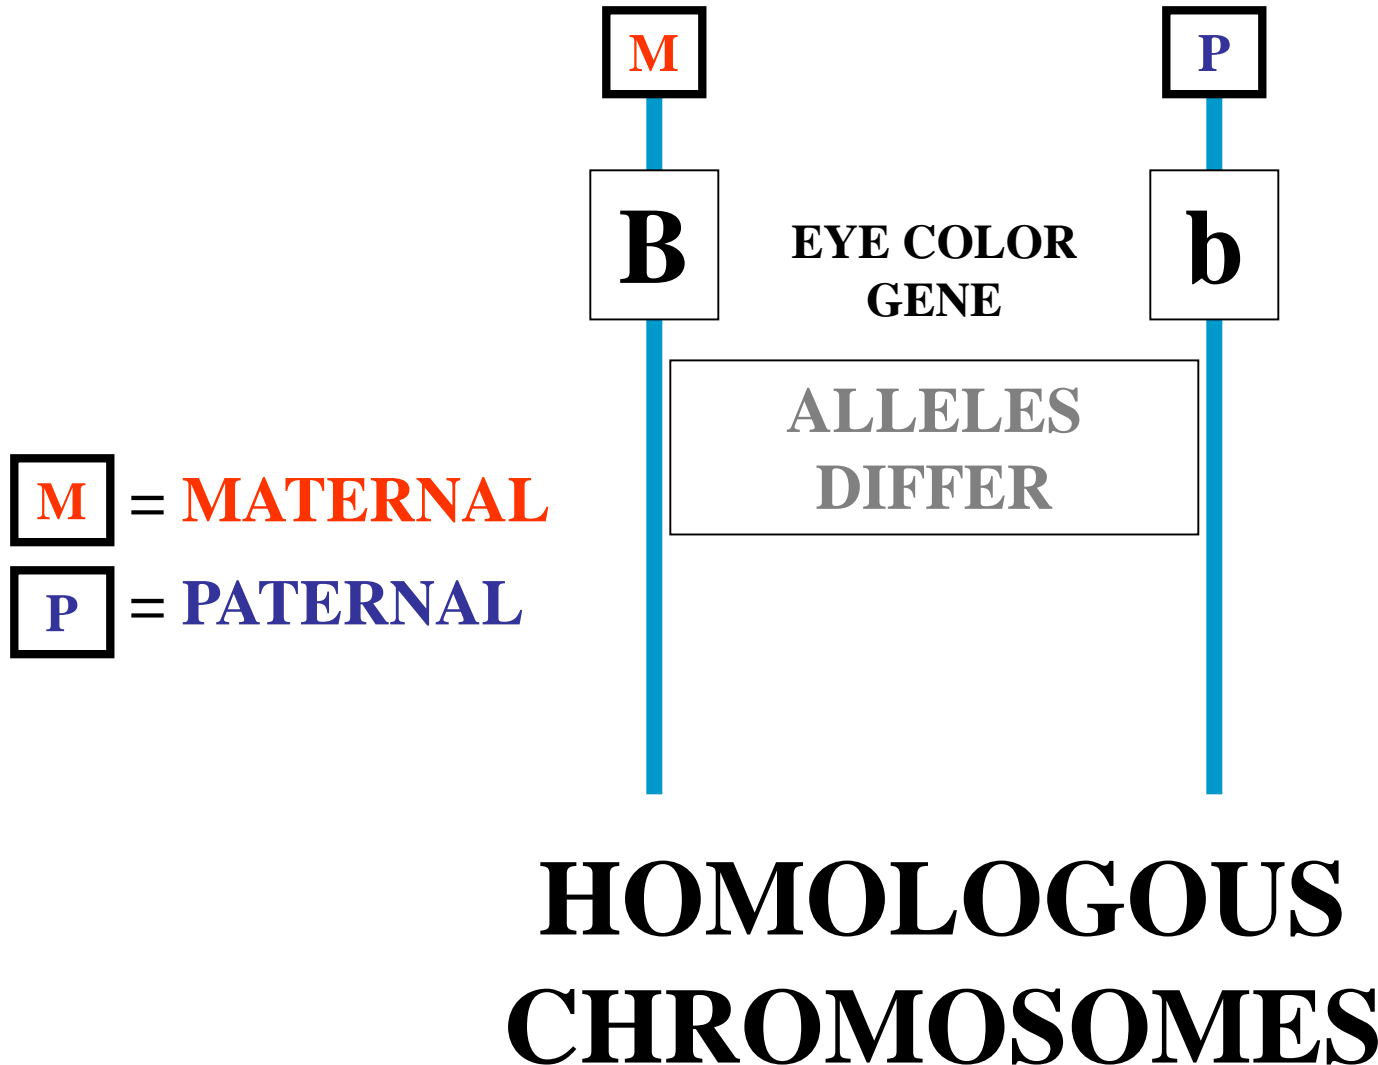 M
P
B
b
EYE COLOR
GENE
ALLELES
DIFFER
M = MATERNAL
P = PATERNAL
HOMOLOGOUS
CHROMOSOMES